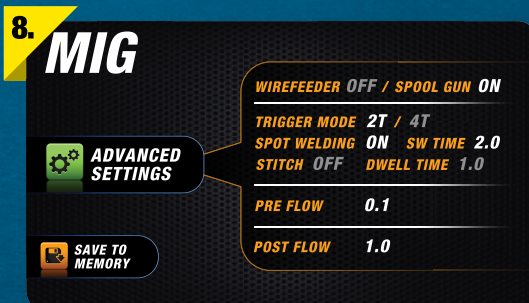 8.
MIG
WIREFEEDER OFF / SPOOL GUN ON
TRIGGER MODE 2T / 4T
SPOT WELDING ON SW TIME 2.0
STITCH OFF DWELL TIME 1.0
ADVANCED
SETTINGS
PRE FLOW 0.1
POST FLOW 1.0
SAVE TO
MEMORY